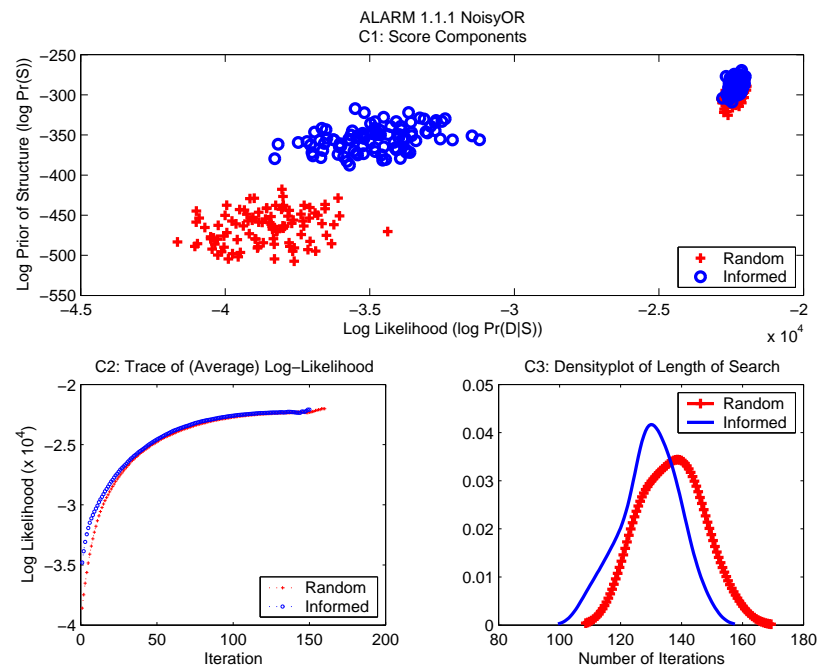 ALARM 1.1.1 NoisyOR
C1: Score Components
Log Prior of Structure (log Pr(S))
−250
−300
−350
−400
−450
−500
−550
−4.5
−4
−3.5
−3
−2.5
−2
x 10⁴
Log Likelihood (log Pr(D|S))
Random
Informed
C2: Trace of (Average) Log−Likelihood
Log Likelihood (x 10⁴)
−2
−2.5
−3
−3.5
−4
0
50
100
150
200
Iteration
Random
Informed
C3: Densityplot of Length of Search
0.05
0.04
0.03
0.02
0.01
0
80
100
120
140
160
180
Number of Iterations
Random
Informed